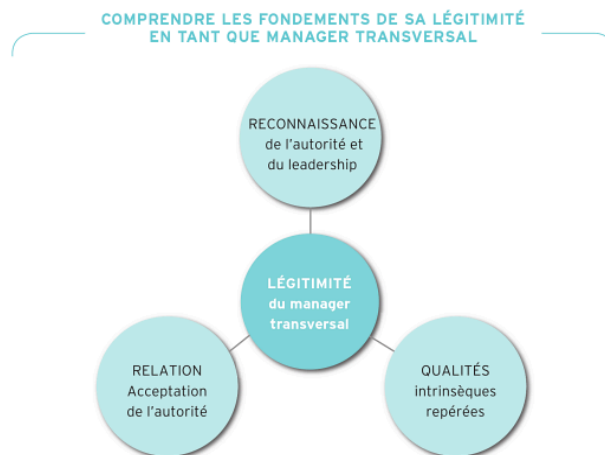 COMPRENDRE LES FONDEMENTS DE SA LÉGITIMITÉ
EN TANT QUE MANAGER TRANSVERSAL
RECONNAISSANCE
de l'autorité et
du leadership
LÉGITIMITÉ
du manager
transversal
RELATION
Acceptation
de l'autorité
QUALITÉS
intrinsèques
repérées